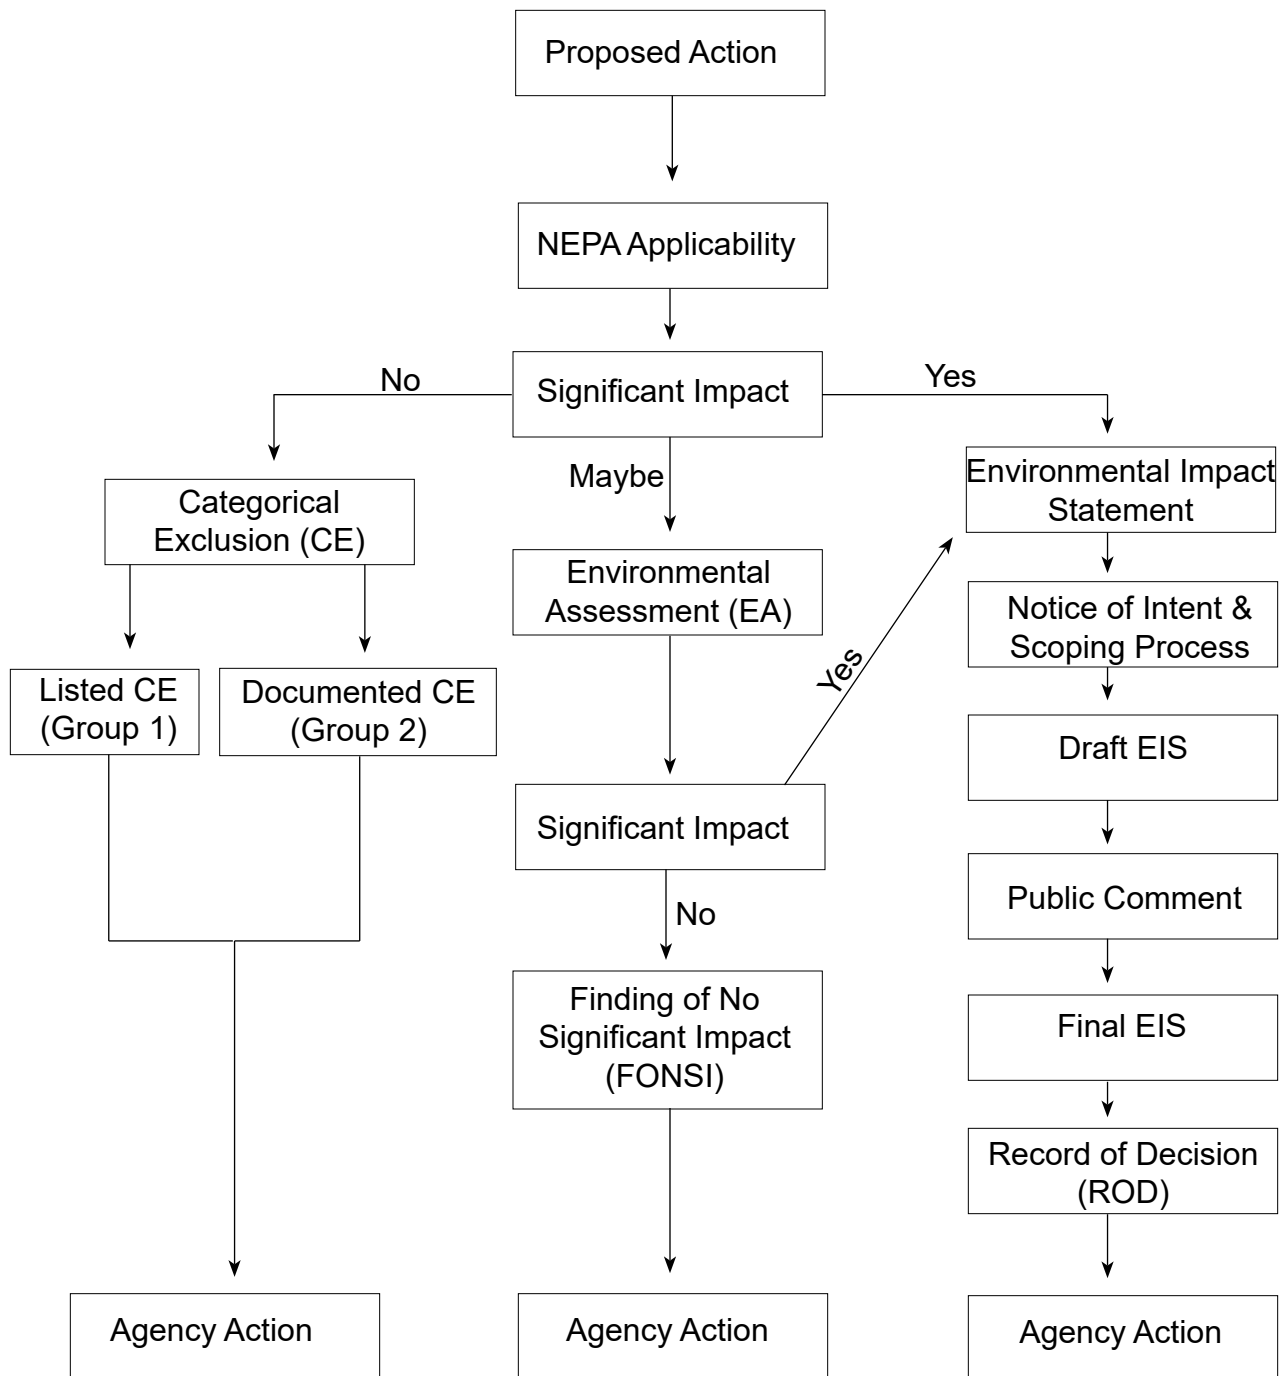 Proposed Action
NEPA Applicability
Significant Impact
No
Yes
Maybe
Categorical
Exclusion (CE)
Listed CE
(Group 1)
Documented CE
(Group 2)
Agency Action
Environmental
Assessment (EA)
Significant Impact
Yes
No
Finding of No
Significant Impact
(FONSI)
Agency Action
Environmental Impact
Statement
Notice of Intent &
Scoping Process
Draft EIS
Public Comment
Final EIS
Record of Decision
(ROD)
Agency Action